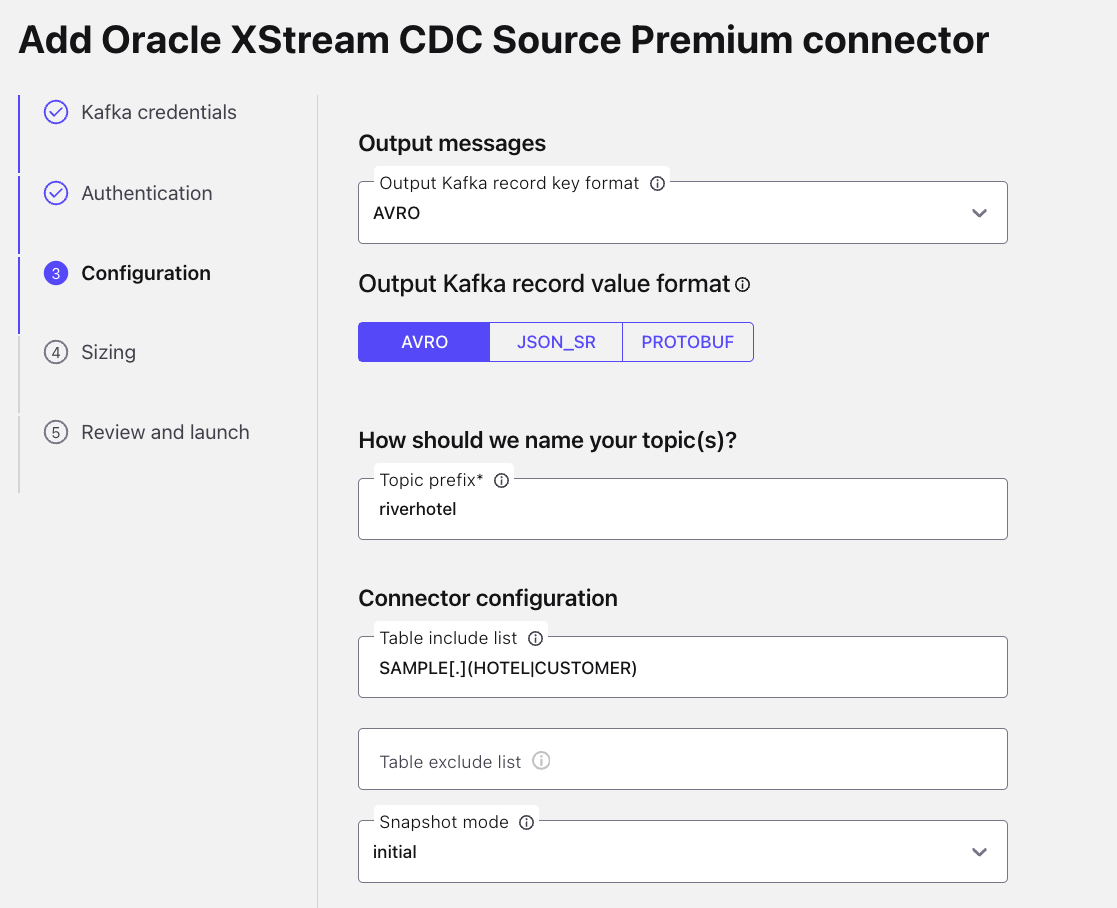 Add Oracle XStream CDC Source Premium connector
Kafka credentials
Authentication
3 Configuration
4 Sizing
5 Review and launch
Output messages
Output Kafka record key format
AVRO
Output Kafka record value format
AVRO JSON_SR PROTOBUF
How should we name your topic(s)?
Topic prefix*
riverhotel
Connector configuration
Table include list
SAMPLE[.](HOTEL|CUSTOMER)
Table exclude list
Snapshot mode
initial